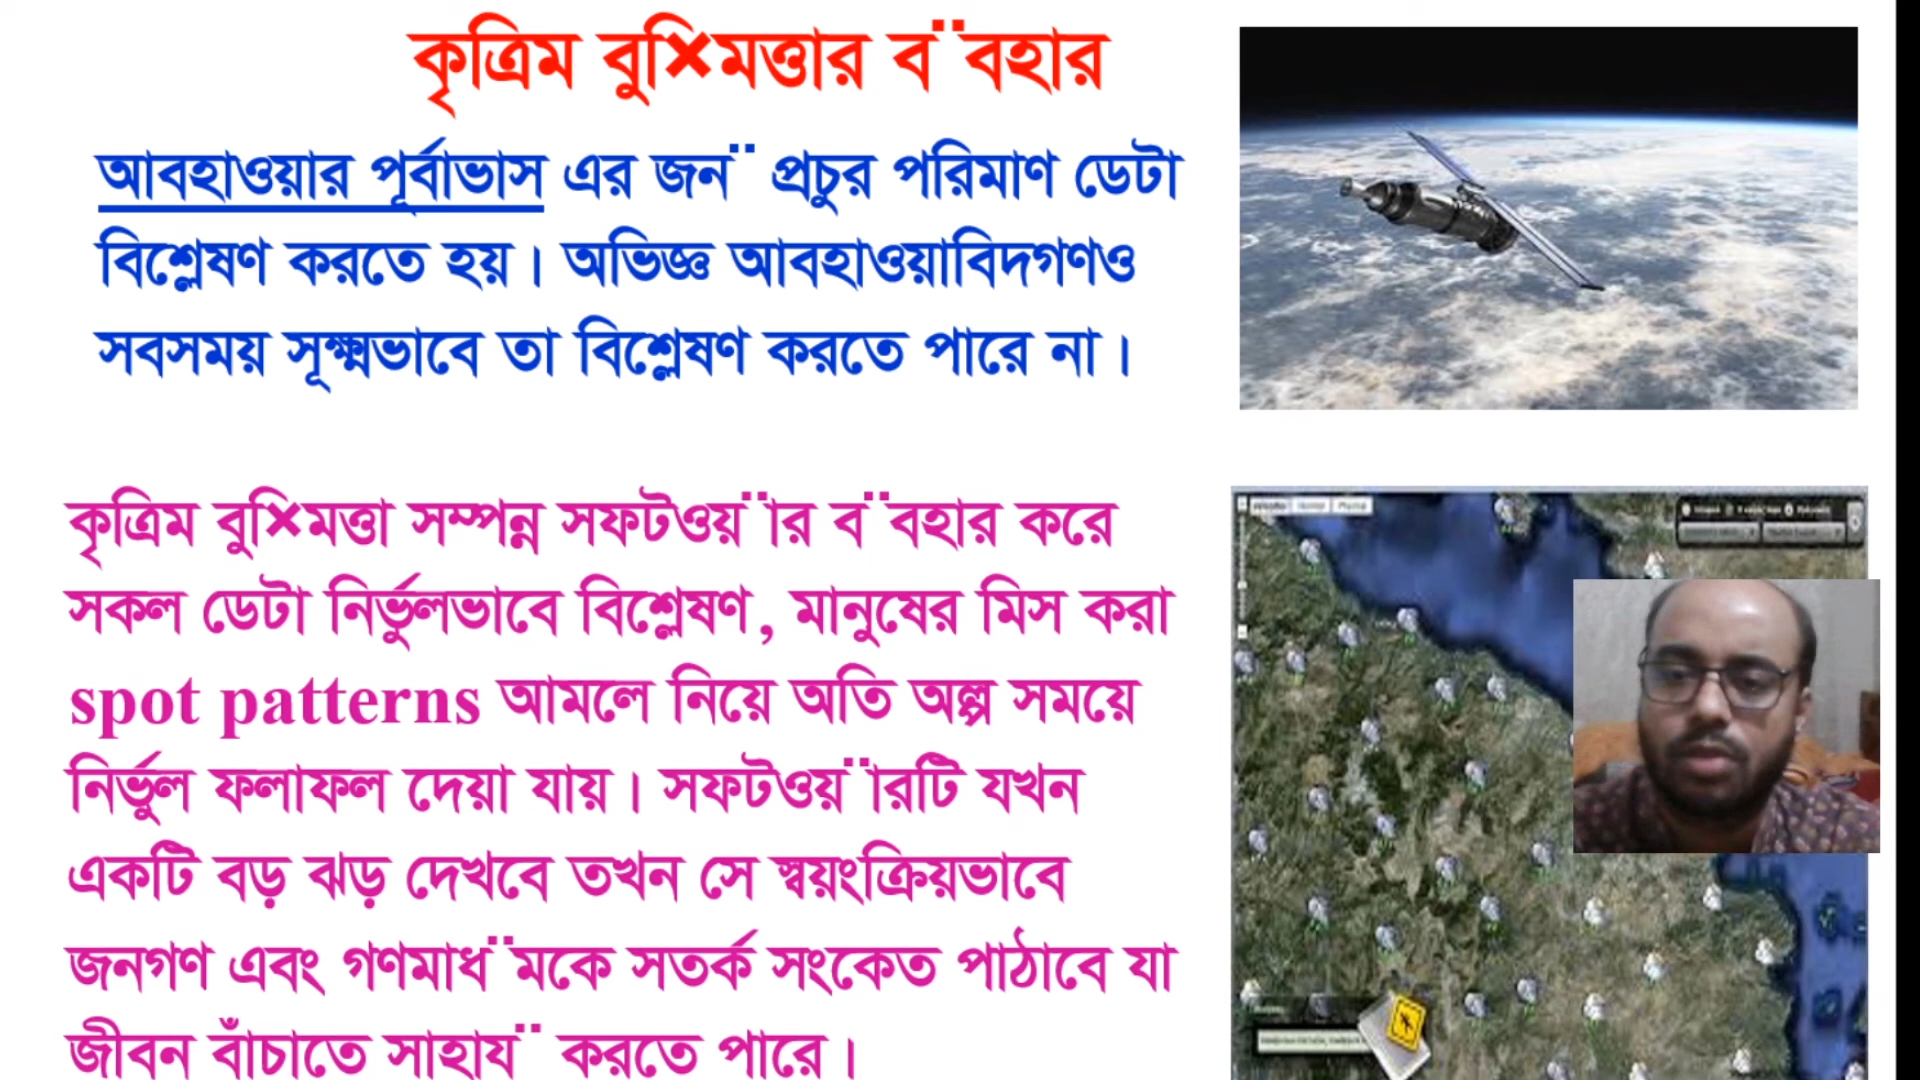 কৃত্রিম বুদ্ধিমত্তার ব্যবহার
আবহাওয়ার পূর্বাভাস এর জন্য প্রচুর পরিমাণ ডেটা
বিশ্লেষণ করতে হয়। অভিজ্ঞ আবহাওয়াবিদগণও
সবসময় সূক্ষ্মভাবে তা বিশ্লেষণ করতে পারে না।
কৃত্রিম বুদ্ধিমত্তা সম্পন্ন সফটওয়্যার ব্যবহার করে
সকল ডেটা নির্ভুলভাবে বিশ্লেষণ, মানুষের মিস করা
spot patterns আমলে নিয়ে অতি অল্প সময়ে
নির্ভুল ফলাফল দেয়া যায়। সফটওয়্যারটি যখন
একটি বড় ঝড় দেখবে তখন সে স্বয়ংক্রিয়ভাবে
জনগণ এবং গণমাধ্যমকে সতর্ক সংকেত পাঠাবে যা
জীবন বাঁচাতে সাহায্য করতে পারে।